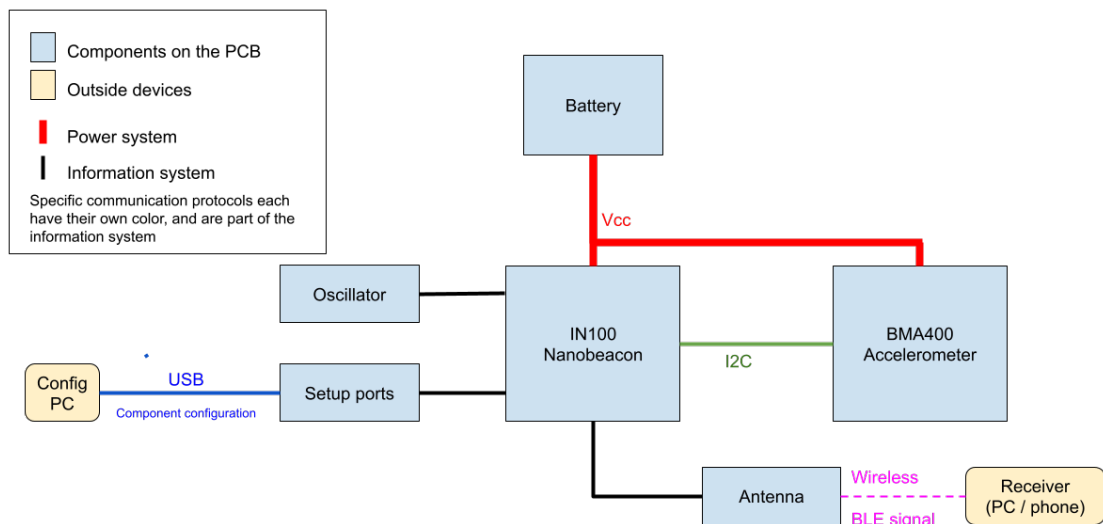 Components on the PCB
Outside devices
Power system
Information system
Specific communication protocols each
have their own color, and are part of the
information system
Battery
Vcc
Oscillator
IN100
Nanobeacon
BMA400
Accelerometer
I2C
Config
PC
USB
Component configuration
Setup ports
Antenna
Wireless
BLE signal
Receiver
(PC / phone)